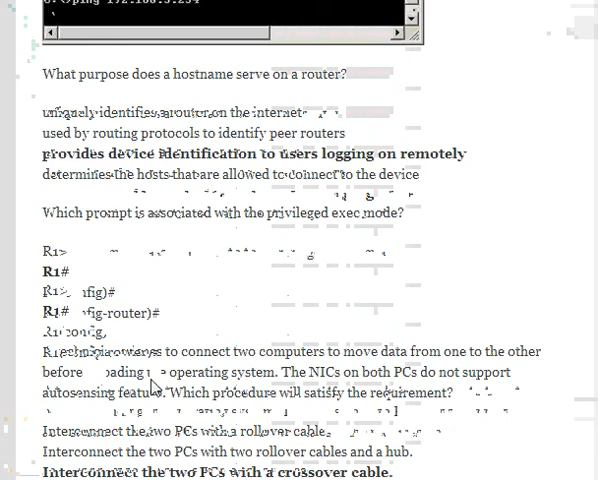 What purpose does a hostname serve on a router?
uniquely identifies a router on the internet
used by routing protocols to identify peer routers
provides device identification to users logging on remotely
determines the hosts that are allowed to connect to the device
Which prompt is associated with the privileged exec mode?
R1>
R1#
fig)#
R1# fig-router)#
to connect two computers to move data from one to the other
before operating system. The NICs on both PCs do not support
autosensing feature. Which procedure will satisfy the requirement?
Interconnect the two PCs with a rollover cable.
Interconnect the two PCs with two rollover cables and a hub.
Interconnect the two PCs with a crossover cable.